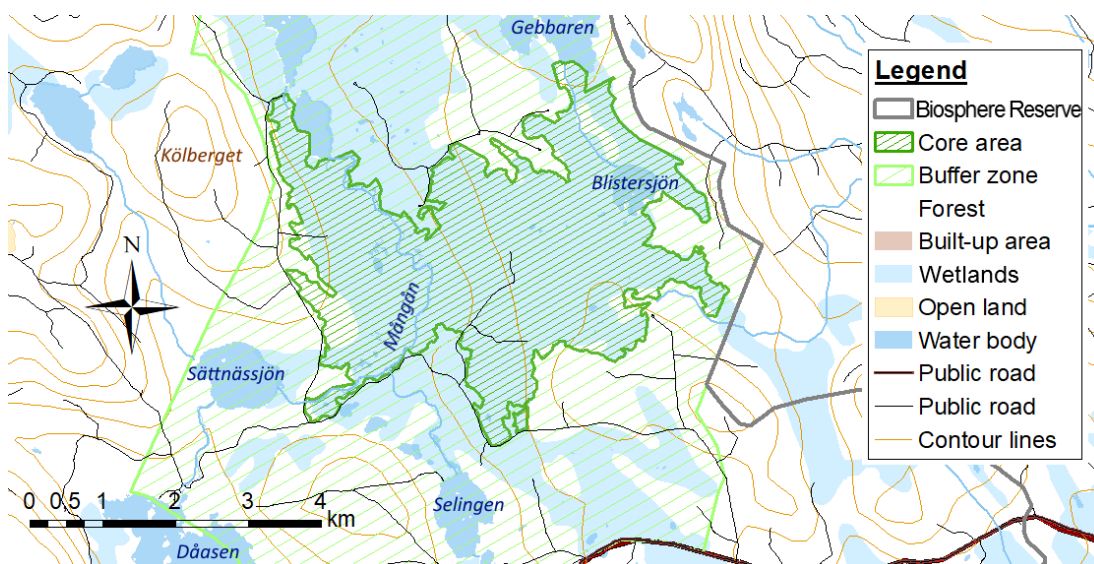 Gebbaren
Kölberget
Blistersjön
N
Mångån
Sättnässjön
Selingen
Dåasen
0 0,5 1 2 3 4
km
Legend
Biosphere Reserve
Core area
Buffer zone
Forest
Built-up area
Wetlands
Open land
Water body
Public road
Public road
Contour lines